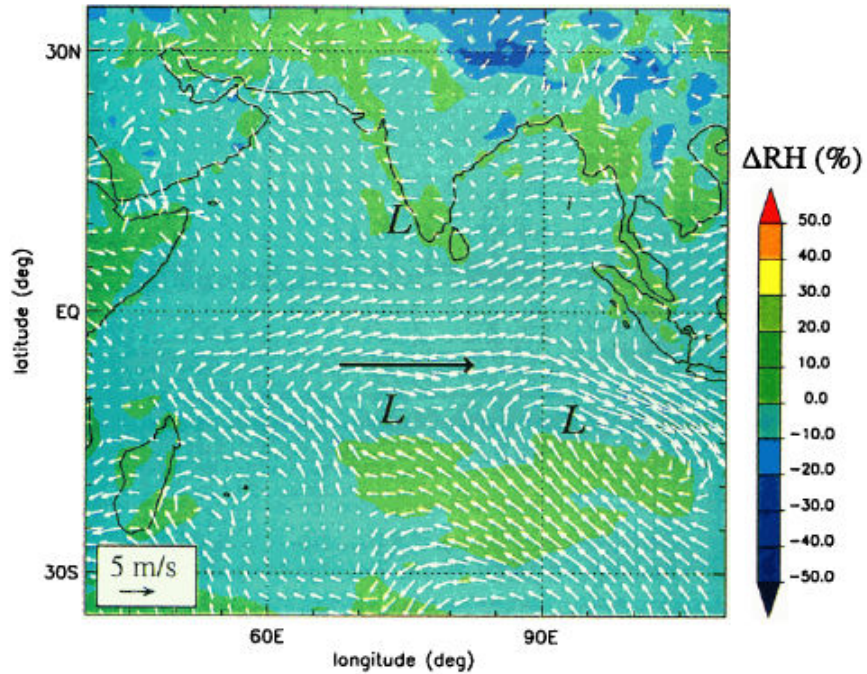 30N
EQ
30S
latitude (deg)
L
L
L
5 m/s
60E
90E
longitude (deg)
ΔRH (%)
50.0
40.0
30.0
20.0
10.0
0.0
-10.0
-20.0
-30.0
-40.0
-50.0